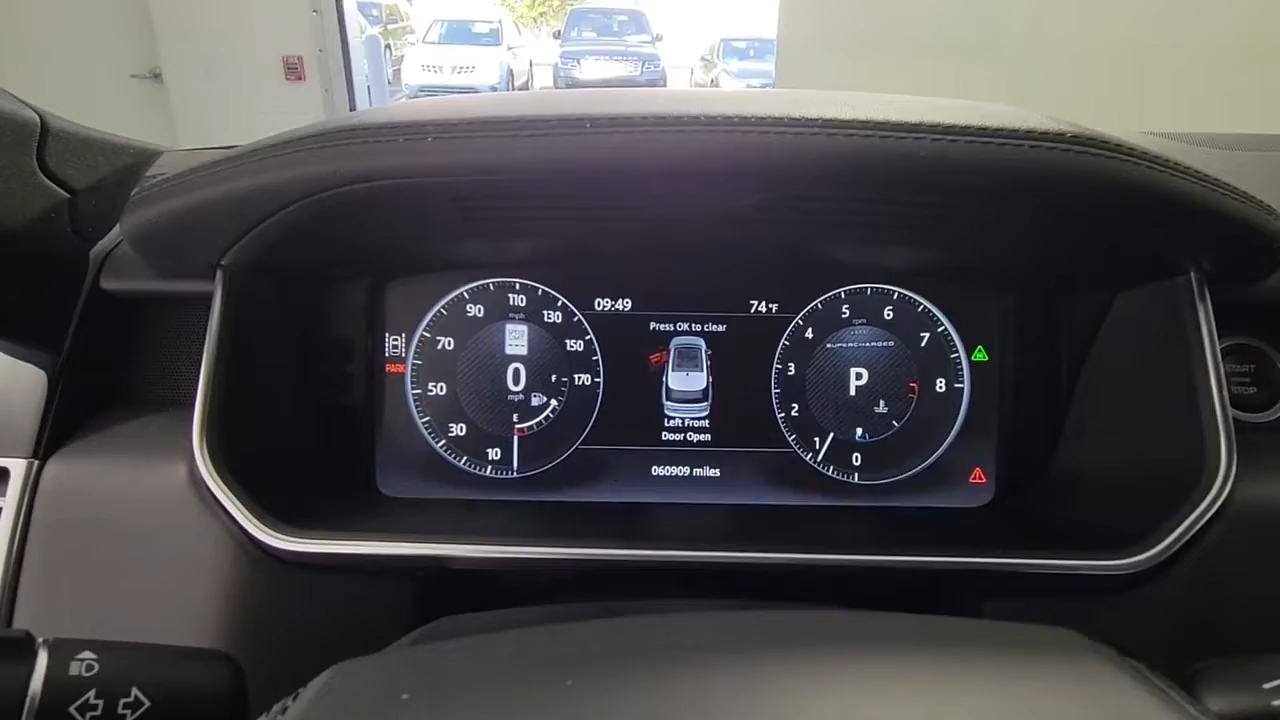 90
110
130
mph
70
150
SPEED
LIMIT
0
mph
F
170
50
E
30
10
PARK
09:49
74°F
Press OK to clear
Left Front
Door Open
060909 miles
5
6
rpm
4
7
SUPERCHARGED
3
P
8
2
1
0
START
STOP